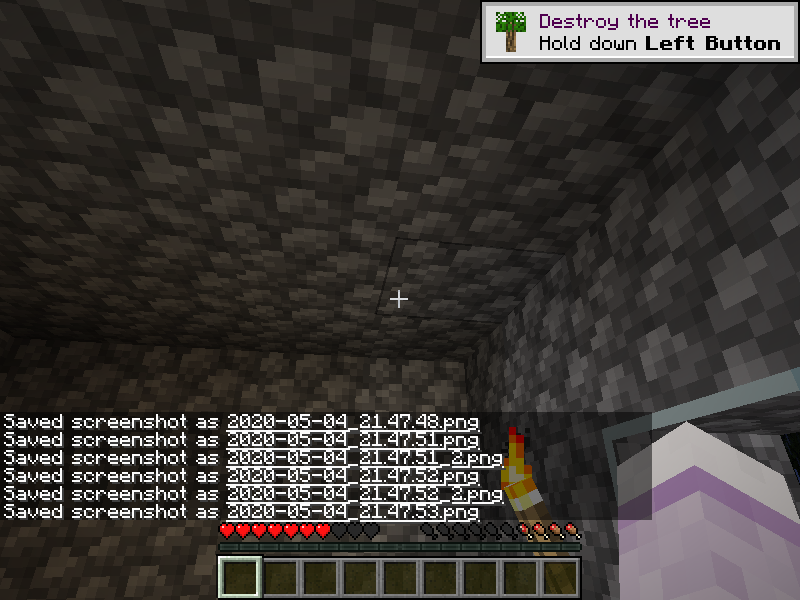 Destroy the tree
Hold down Left Button
Saved screenshot as 2020-05-04_21.47.48.png
Saved screenshot as 2020-05-04_21.47.51.png
Saved screenshot as 2020-05-04_21.47.51_2.png
Saved screenshot as 2020-05-04_21.47.52.png
Saved screenshot as 2020-05-04_21.47.52_2.png
Saved screenshot as 2020-05-04_21.47.53.png